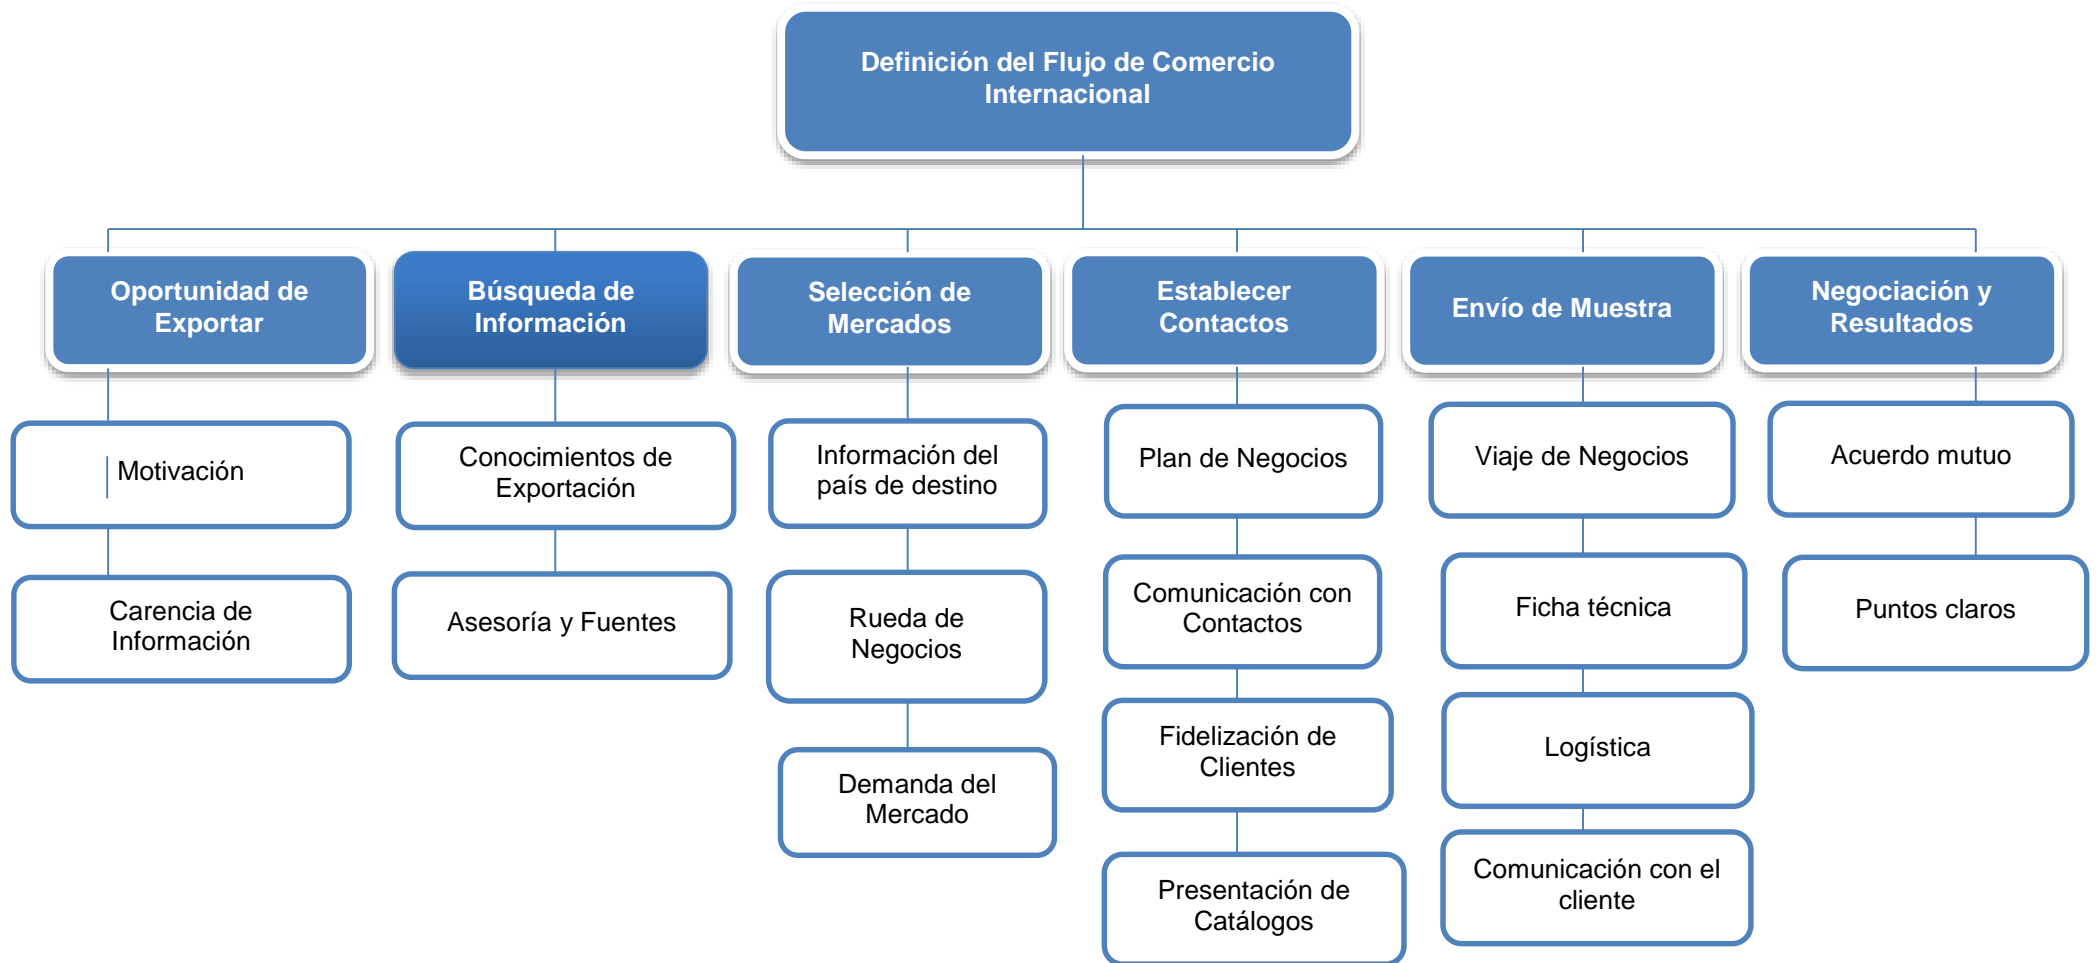 Definición del Flujo de Comercio
Internacional
Oportunidad de
Exportar
Búsqueda de
Información
Selección de
Mercados
Establecer
Contactos
Envío de Muestra
Negociación y
Resultados
Motivación
Carencia de
Información
Conocimientos de
Exportación
Asesoría y Fuentes
Información del
país de destino
Rueda de
Negocios
Demanda del
Mercado
Plan de Negocios
Comunicación con
Contactos
Fidelización de
Clientes
Presentación de
Catálogos
Viaje de Negocios
Ficha técnica
Logística
Comunicación con el
cliente
Acuerdo mutuo
Puntos claros